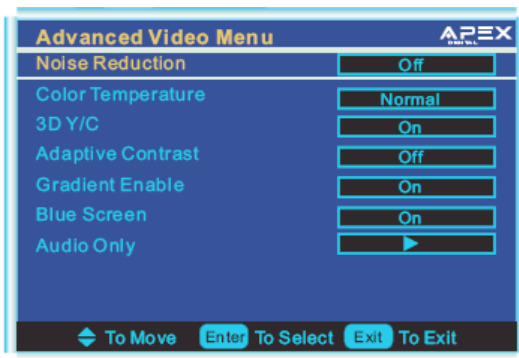 Advanced Video Menu APEX
DIGITAL
Noise Reduction Off
Color Temperature Normal
3D Y/C On
Adaptive Contrast Off
Gradient Enable On
Blue Screen On
Audio Only
To Move Enter To Select Exit To Exit